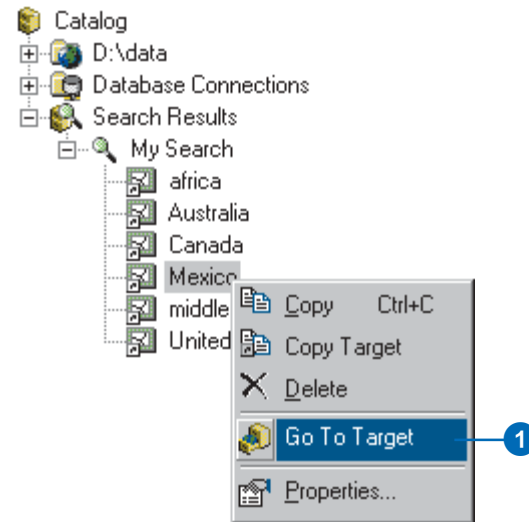 Catalog
D:\data
Database Connections
Search Results
My Search
africa
Australia
Canada
Mexico
middle
United
Copy Ctrl+C
Copy Target
Delete
Go To Target 1
Properties...